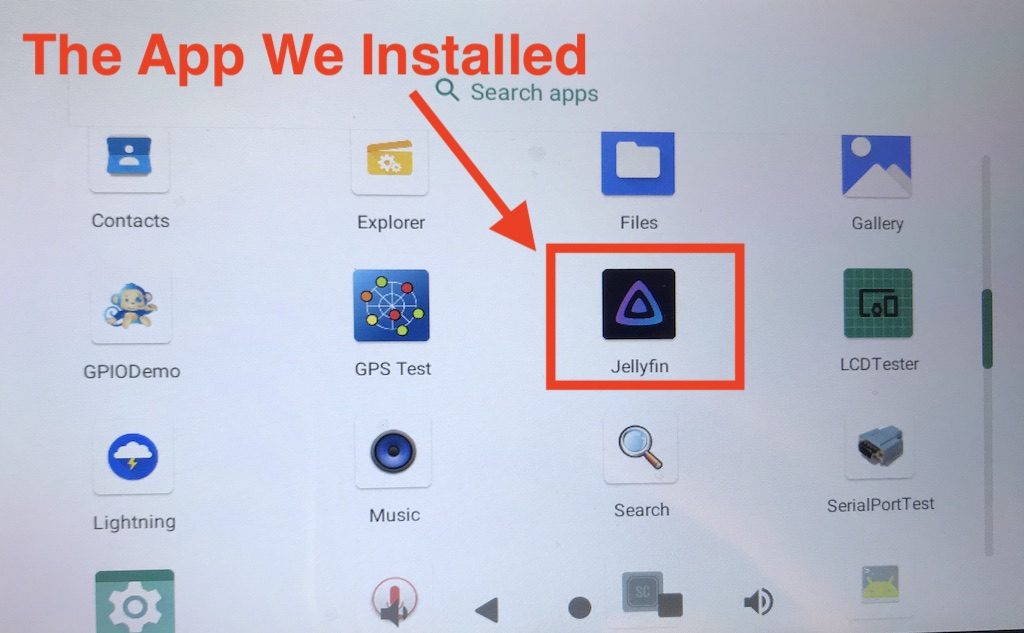 The App We Installed
Search apps
Contacts
Explorer
Files
Gallery
GPIODemo
GPS Test
Jellyfin
LCDTester
Lightning
Music
Search
SerialPortTest
SC